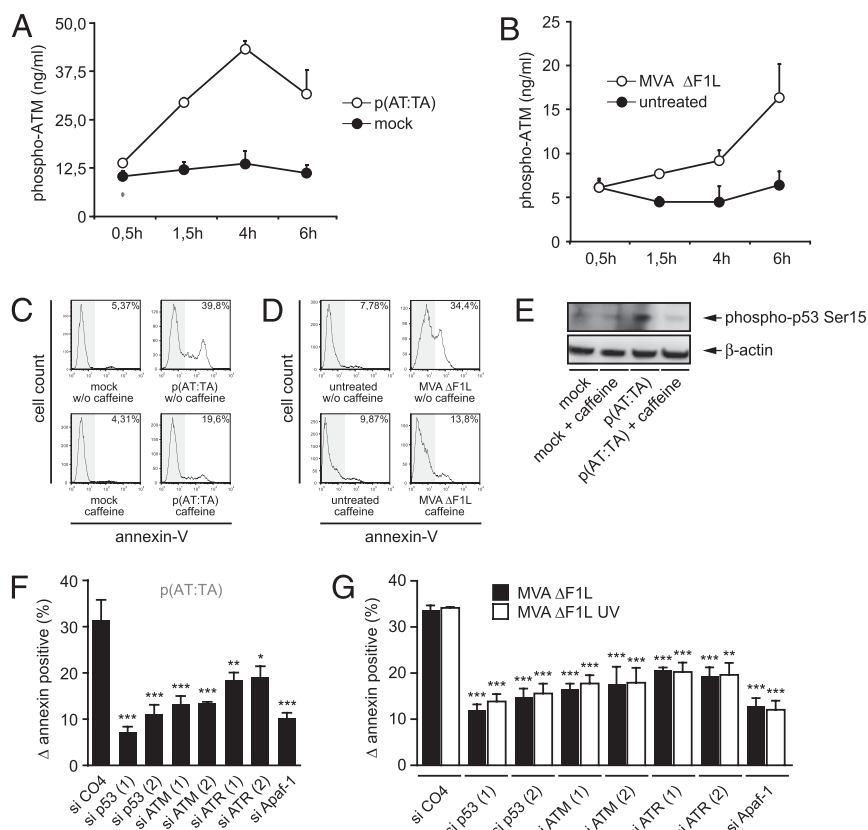 A
50,0
37,5
25,0
12,5
0
phospho-ATM (ng/ml)
0,5h 1,5h 4h 6h
p(AT:TA)
mock
B
25
20
15
10
5
0
phospho-ATM (ng/ml)
0,5h 1,5h 4h 6h
MVA ΔF1L
untreated
C
cell count
5,37%
mock
w/o caffeine
39,8%
p(AT:TA)
w/o caffeine
4,31%
mock
caffeine
19,6%
p(AT:TA)
caffeine
annexin-V
D
cell count
7,78%
untreated
w/o caffeine
34,4%
MVA ΔF1L
w/o caffeine
9,87%
untreated
caffeine
13,8%
MVA ΔF1L
caffeine
annexin-V
E
phospho-p53 Ser15
β-actin
mock
mock + caffeine
p(AT:TA)
p(AT:TA) + caffeine
F
p(AT:TA)
40
30
20
10
0
Δ annexin positive (%)
*** *** *** *** ** * ***
si CO4
si p53 (1)
si p53 (2)
si ATM (1)
si ATM (2)
si ATR (1)
si ATR (2)
si Apaf-1
G
MVA ΔF1L
MVA ΔF1L UV
40
30
20
10
0
Δ annexin positive (%)
*** *** *** *** *** *** *** *** *** *** *** ** *** ***
si CO4
si p53 (1)
si p53 (2)
si ATM (1)
si ATM (2)
si ATR (1)
si ATR (2)
si Apaf-1